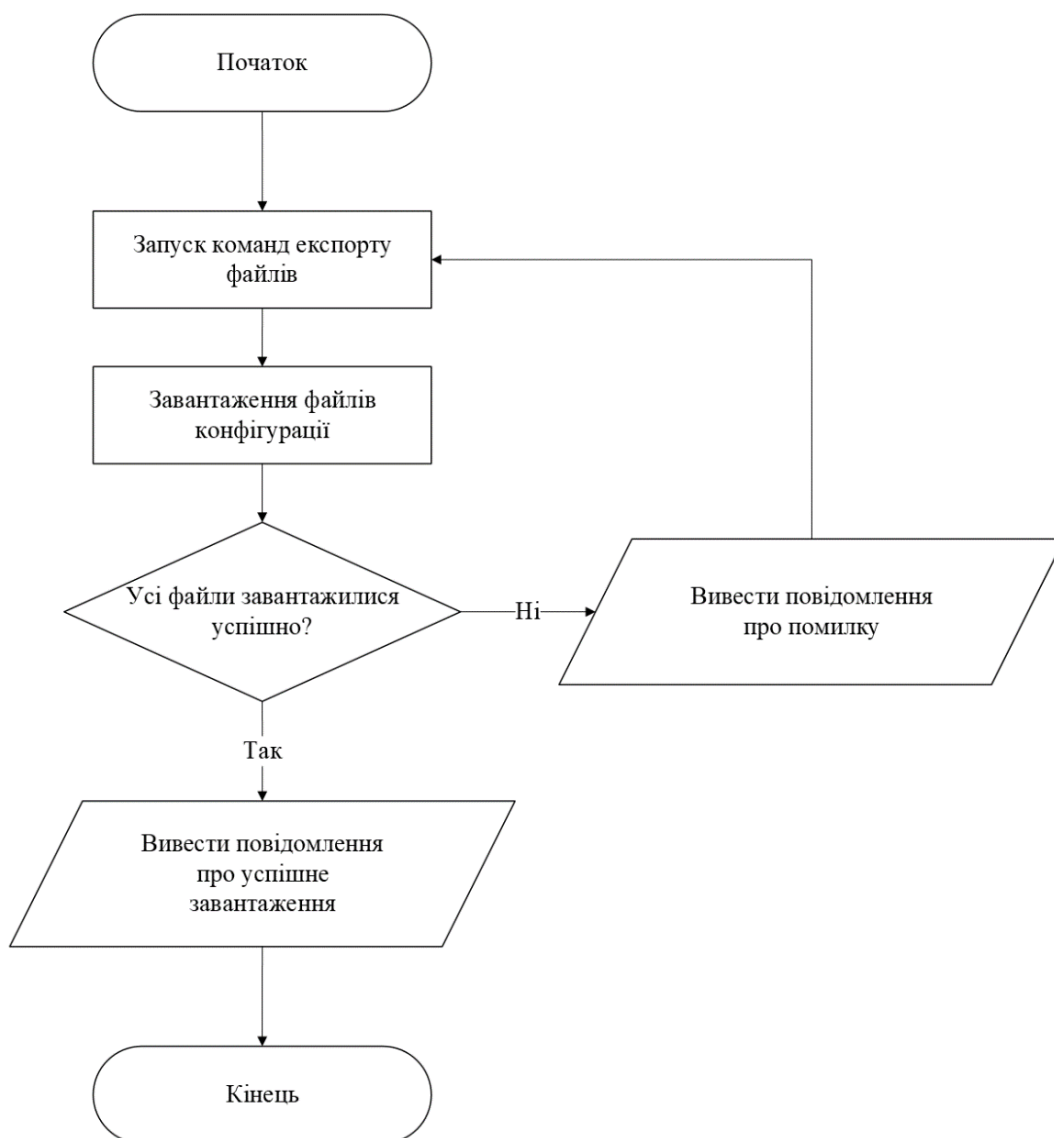 Початок
Запуск команд експорту
файлів
Завантаження файлів
конфігурації
Усі файли завантажилися
успішно?
Ні
Вивести повідомлення
про помилку
Так
Вивести повідомлення
про успішне
завантаження
Кінець